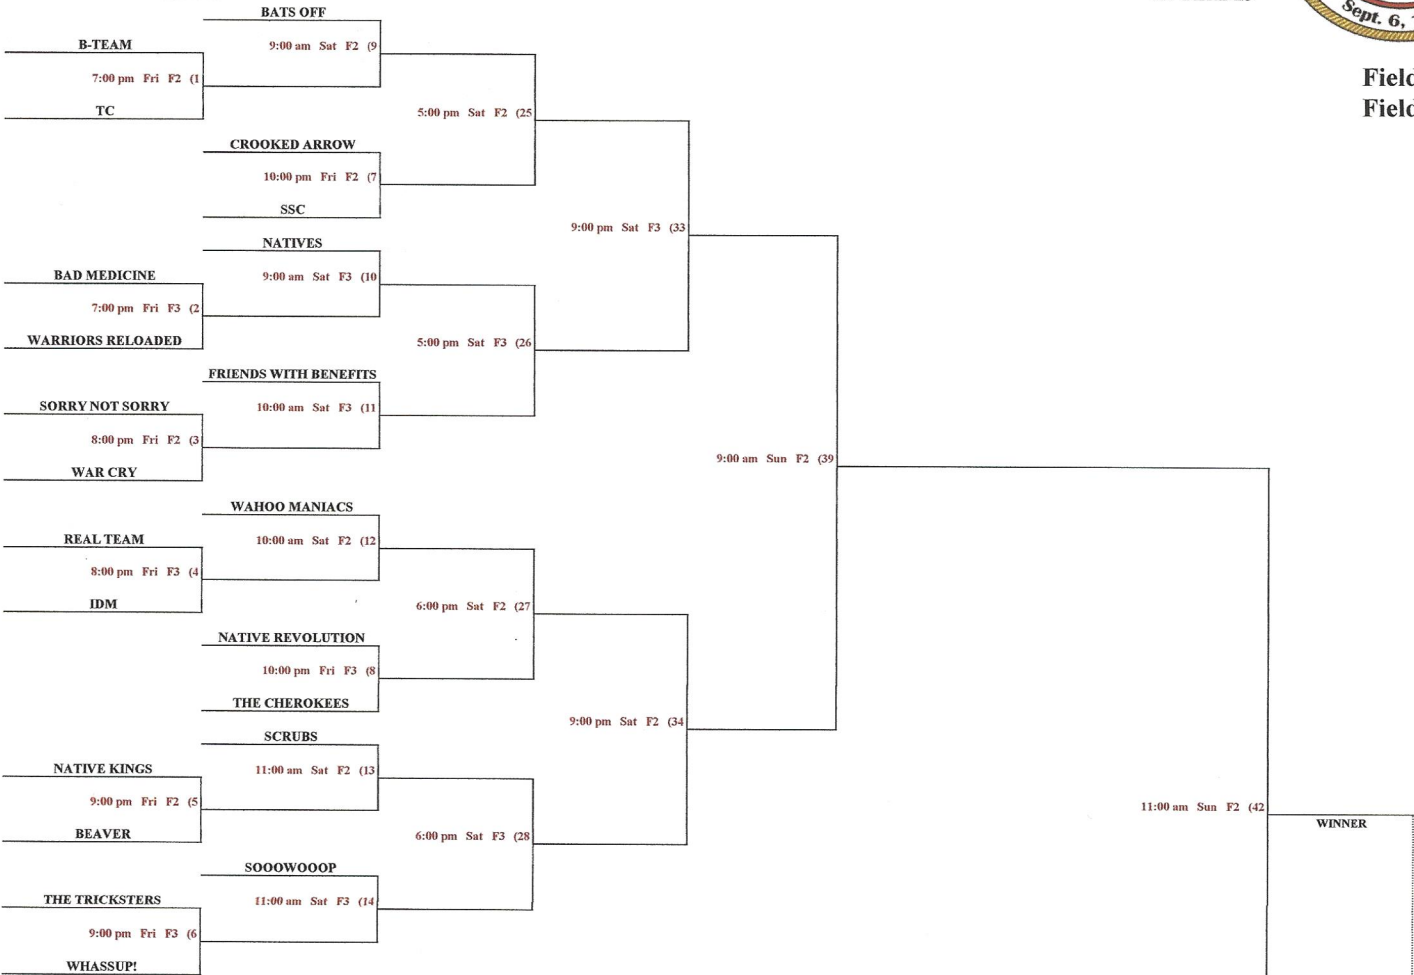 BATS OFF
B-TEAM
9:00 am Sat F2 (9
7:00 pm Fri F2 (1
TC
5:00 pm Sat F2 (25
CROOKED ARROW
10:00 pm Fri F2 (7
SSC
9:00 pm Sat F3 (33
NATIVES
BAD MEDICINE
9:00 am Sat F3 (10
7:00 pm Fri F3 (2
WARRIORS RELOADED
5:00 pm Sat F3 (26
FRIENDS WITH BENEFITS
SORRY NOT SORRY
10:00 am Sat F3 (11
8:00 pm Fri F2 (3
WAR CRY
9:00 am Sun F2 (39
WAHOO MANIACS
REAL TEAM
10:00 am Sat F2 (12
8:00 pm Fri F3 (4
IDM
6:00 pm Sat F2 (27
NATIVE REVOLUTION
10:00 pm Fri F3 (8
THE CHEROKEES
9:00 pm Sat F2 (34
SCRUBS
NATIVE KINGS
11:00 am Sat F2 (13
9:00 pm Fri F2 (5
BEAVER
6:00 pm Sat F3 (28
SOOOWOOOP
THE TRICKSTERS
11:00 am Sat F3 (14
9:00 pm Fri F3 (6
WHASSUP!
11:00 am Sun F2 (42
WINNER
Sept. 6,
Field
Field